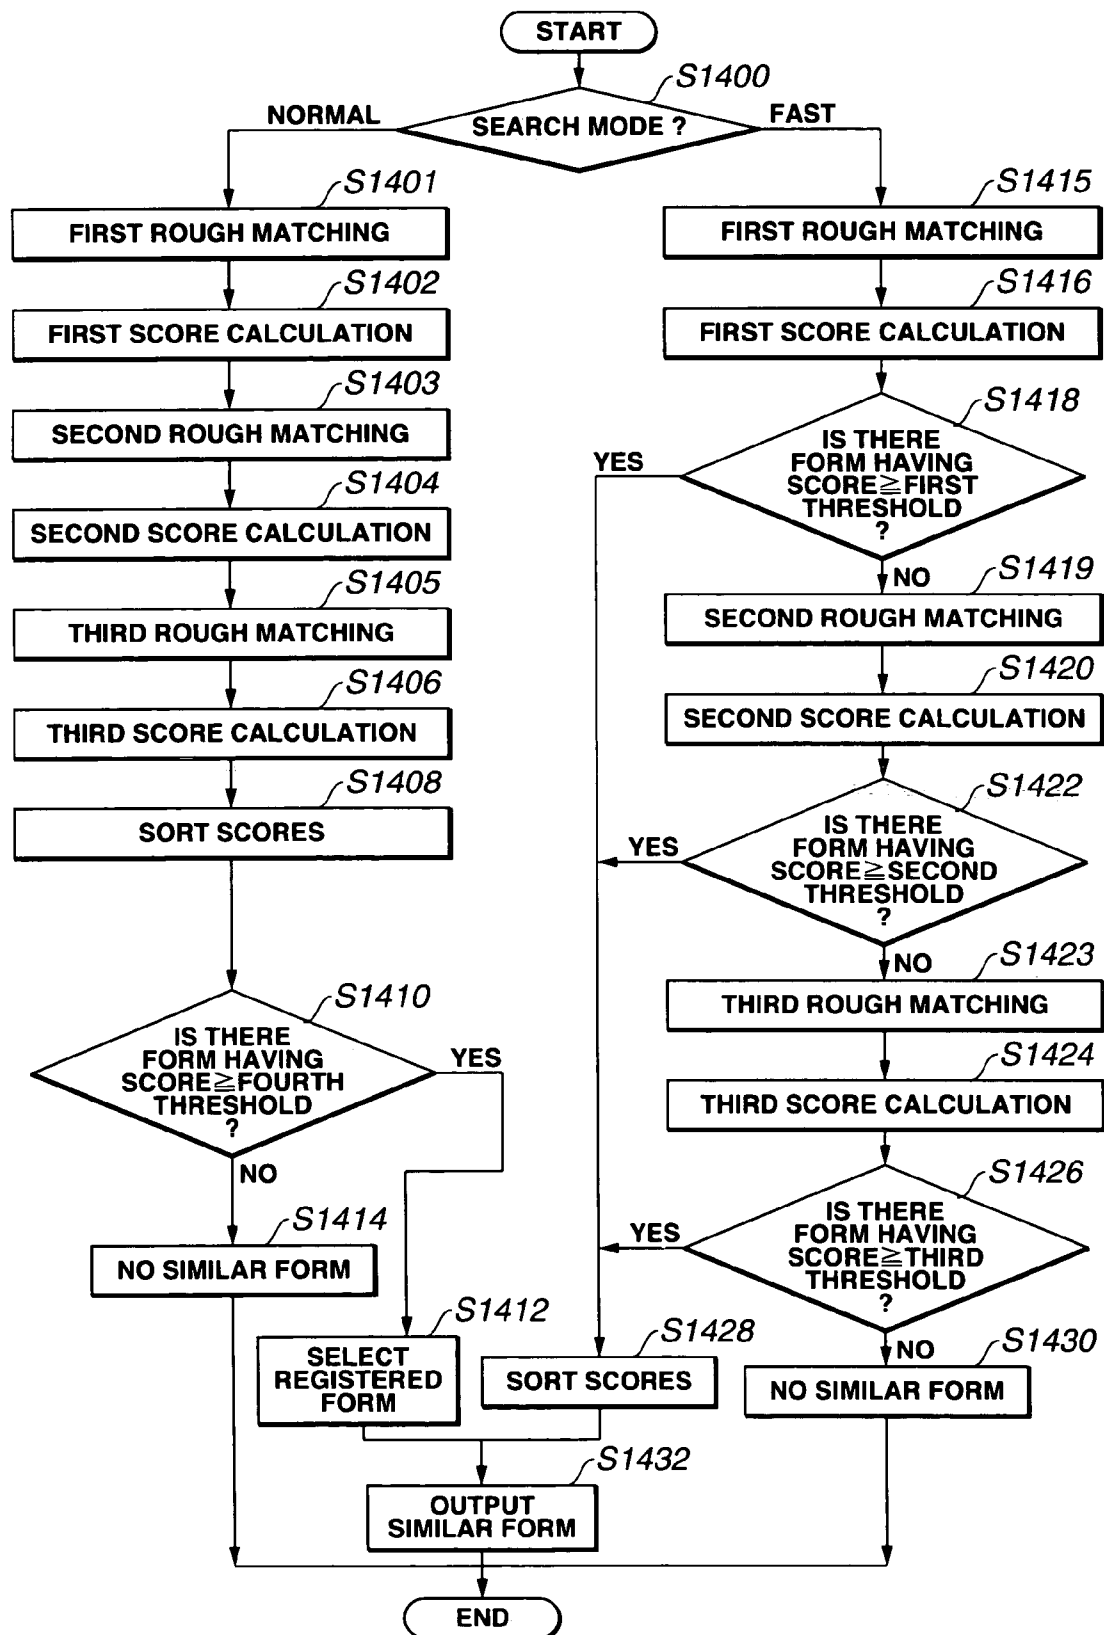 START
S1400
SEARCH MODE ?
NORMAL
FAST
S1401
FIRST ROUGH MATCHING
S1402
FIRST SCORE CALCULATION
S1403
SECOND ROUGH MATCHING
S1404
SECOND SCORE CALCULATION
S1405
THIRD ROUGH MATCHING
S1406
THIRD SCORE CALCULATION
S1408
SORT SCORES
S1410
IS THERE
FORM HAVING
SCORE≧FOURTH
THRESHOLD
?
YES
NO
S1414
NO SIMILAR FORM
S1412
SELECT
REGISTERED
FORM
S1415
FIRST ROUGH MATCHING
S1416
FIRST SCORE CALCULATION
S1418
IS THERE
FORM HAVING
SCORE≧FIRST
THRESHOLD
?
YES
NO
S1419
SECOND ROUGH MATCHING
S1420
SECOND SCORE CALCULATION
S1422
IS THERE
FORM HAVING
SCORE≧SECOND
THRESHOLD
?
YES
NO
S1423
THIRD ROUGH MATCHING
S1424
THIRD SCORE CALCULATION
S1426
IS THERE
FORM HAVING
SCORE≧THIRD
THRESHOLD
?
YES
NO
S1428
SORT SCORES
S1430
NO SIMILAR FORM
S1432
OUTPUT
SIMILAR FORM
END